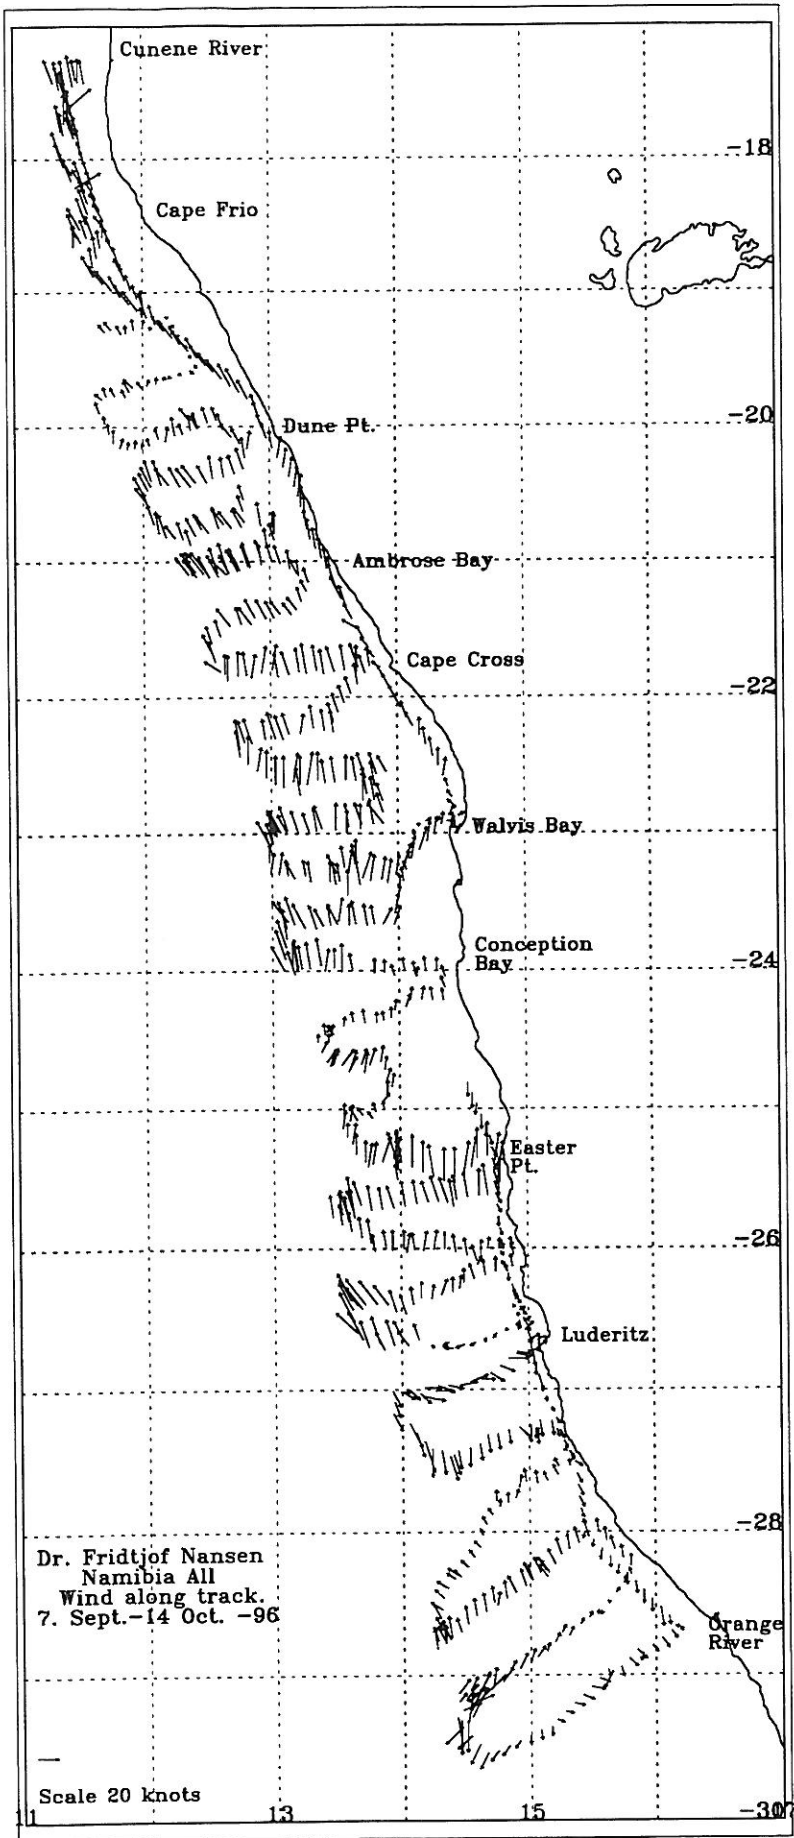 Cunene River
-18
Cape Frio
-20
Dune Pt.
Ambrose Bay
Cape Cross
-22
Walvis Bay
Conception
Bay
-24
Easter
Pt.
-26
Luderitz
-28
Dr. Fridtjof Nansen
Namibia All
Wind along track.
7. Sept.-14 Oct. -96
Orange
River
Scale 20 knots
11
13
15
-30